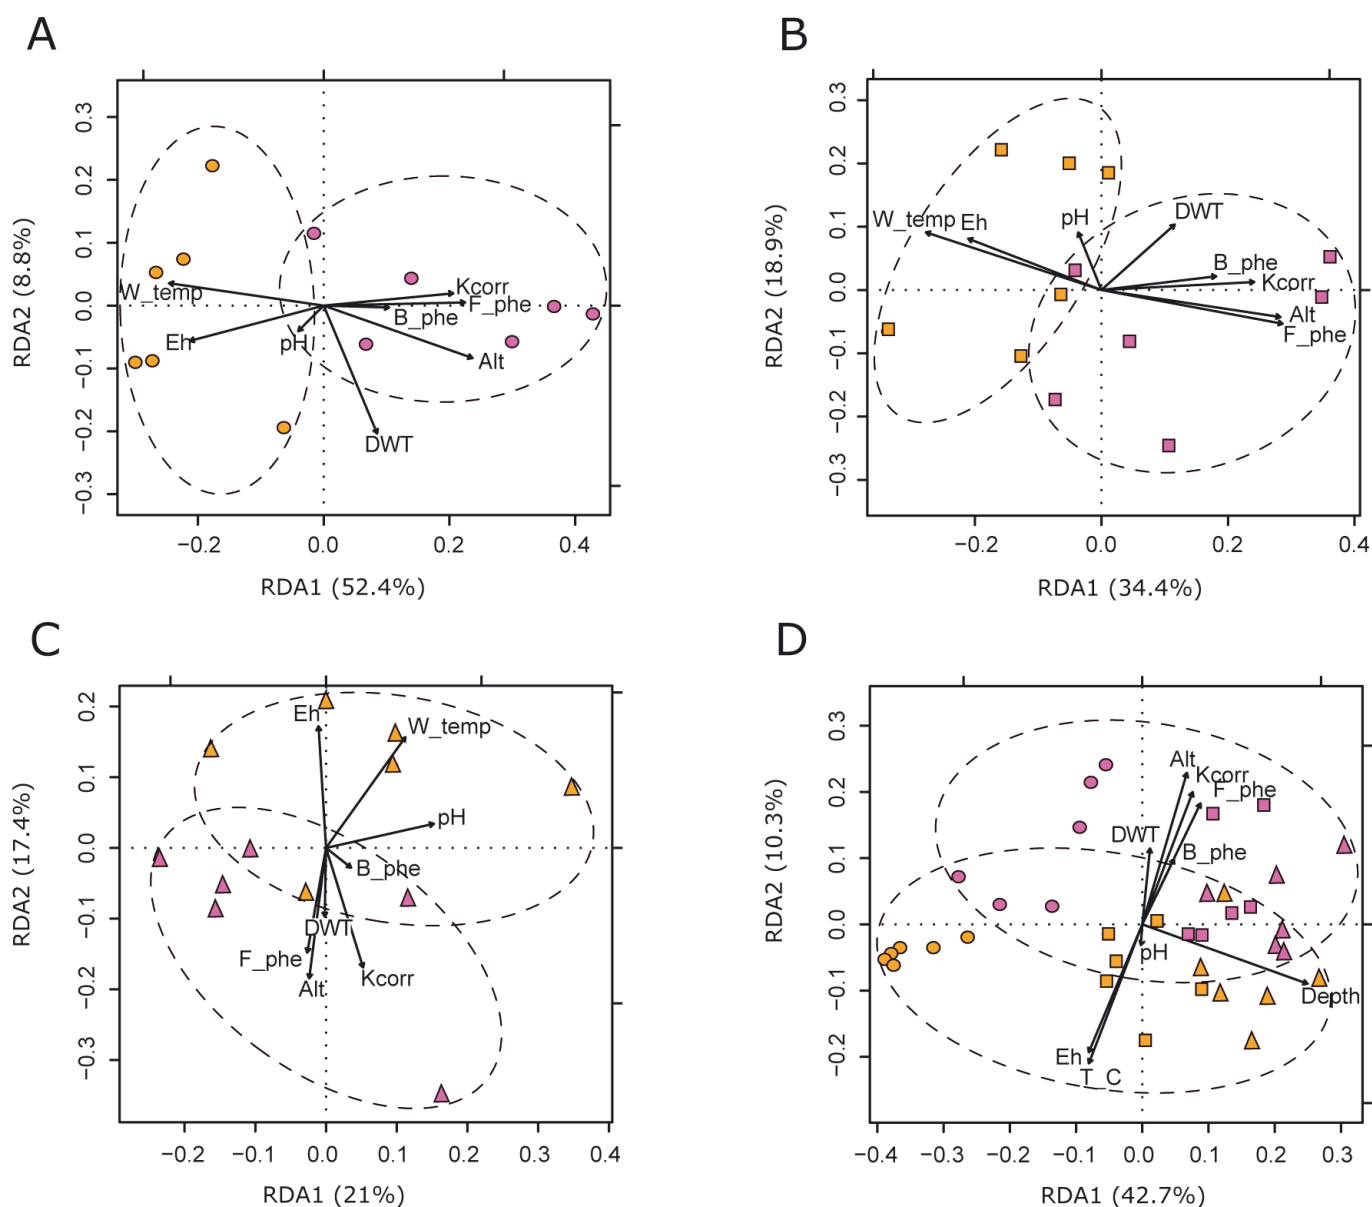 A
B
0.3
0.2
0.1
0.0
−0.1
−0.2
−0.3
RDA2 (8.8%)
W_temp
Eh
pH
Kcorr
F_phe
B_phe
Alt
DWT
−0.2
0.0
0.2
0.4
RDA1 (52.4%)
0.3
0.2
0.1
0.0
−0.1
−0.2
−0.3
RDA2 (18.9%)
W_temp
Eh
pH
DWT
B_phe
Kcorr
Alt
F_phe
−0.2
0.0
0.2
0.4
RDA1 (34.4%)
C
D
0.2
0.1
0.0
−0.1
−0.2
−0.3
RDA2 (17.4%)
Eh
W_temp
pH
B_phe
DWT
F_phe
Alt
Kcorr
−0.2
−0.1
0.0
0.1
0.2
0.3
0.4
RDA1 (21%)
0.3
0.2
0.1
0.0
−0.1
−0.2
RDA2 (10.3%)
Alt
Kcorr
F_phe
DWT
B_phe
pH
Depth
Eh
T_C
−0.4
−0.3
−0.2
−0.1
0.0
0.1
0.2
0.3
RDA1 (42.7%)